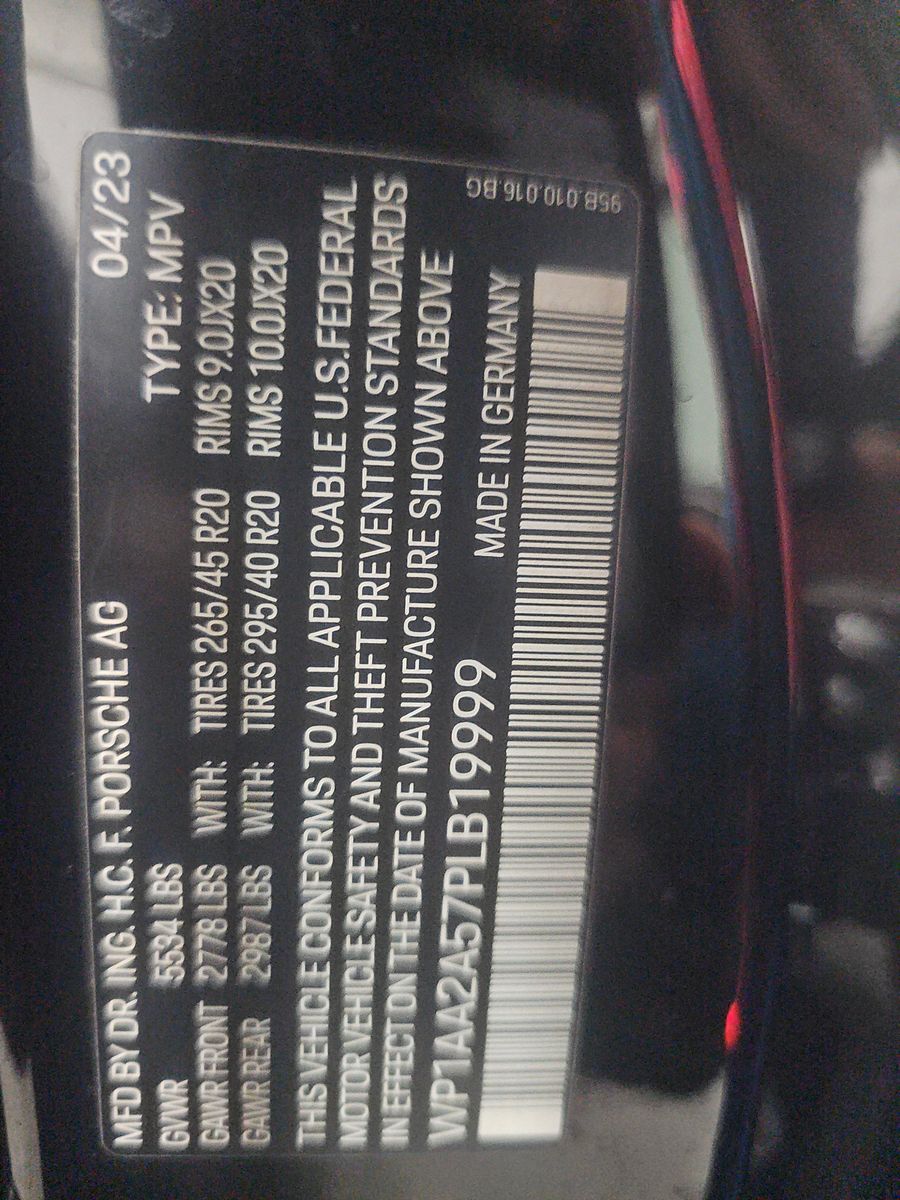 MFD BY DR. ING. H.C. F. PORSCHE AG 04/23
GVWR 5534 LBS TYPE: MPV
GAWR FRONT 2778 LBS WITH: TIRES 265/45 R20 RIMS 9.0JX20
GAWR REAR 2987 LBS WITH: TIRES 295/40 R20 RIMS 10.0JX20
THIS VEHICLE CONFORMS TO ALL APPLICABLE U.S.FEDERAL
MOTOR VEHICLE SAFETY AND THEFT PREVENTION STANDARDS
IN EFFECT ON THE DATE OF MANUFACTURE SHOWN ABOVE
WP1AA2A57PLB19999 MADE IN GERMANY
95B.010.016.BG